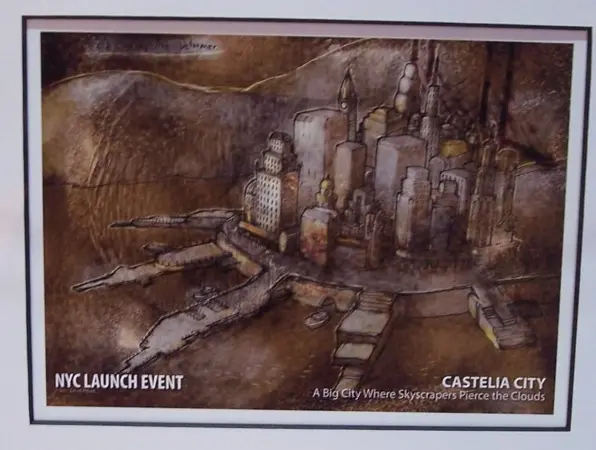 NYC LAUNCH EVENT
CASTELIA CITY
A Big City Where Skyscrapers Pierce the Clouds